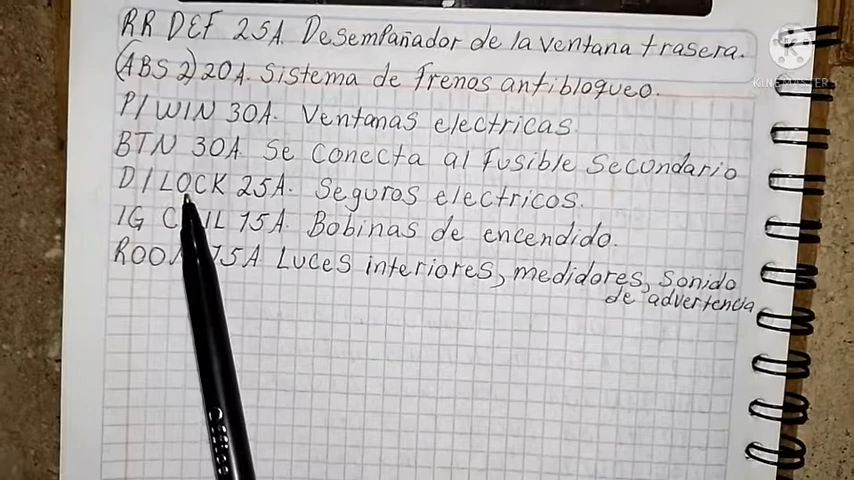 RR DEF 25A. Desempañador de la ventana trasera.
(ABS 2) 20A. Sistema de frenos antibloqueo.
P/WIN 30A. Ventanas electricas.
BTN 30A Se conecta al fusible Secundario
D/LOCK 25A. Seguros electricos.
IG 15A. Bobinas de encendido.
15A Luces interiores, medidores, sonido
de advertencia
KINEMASTER